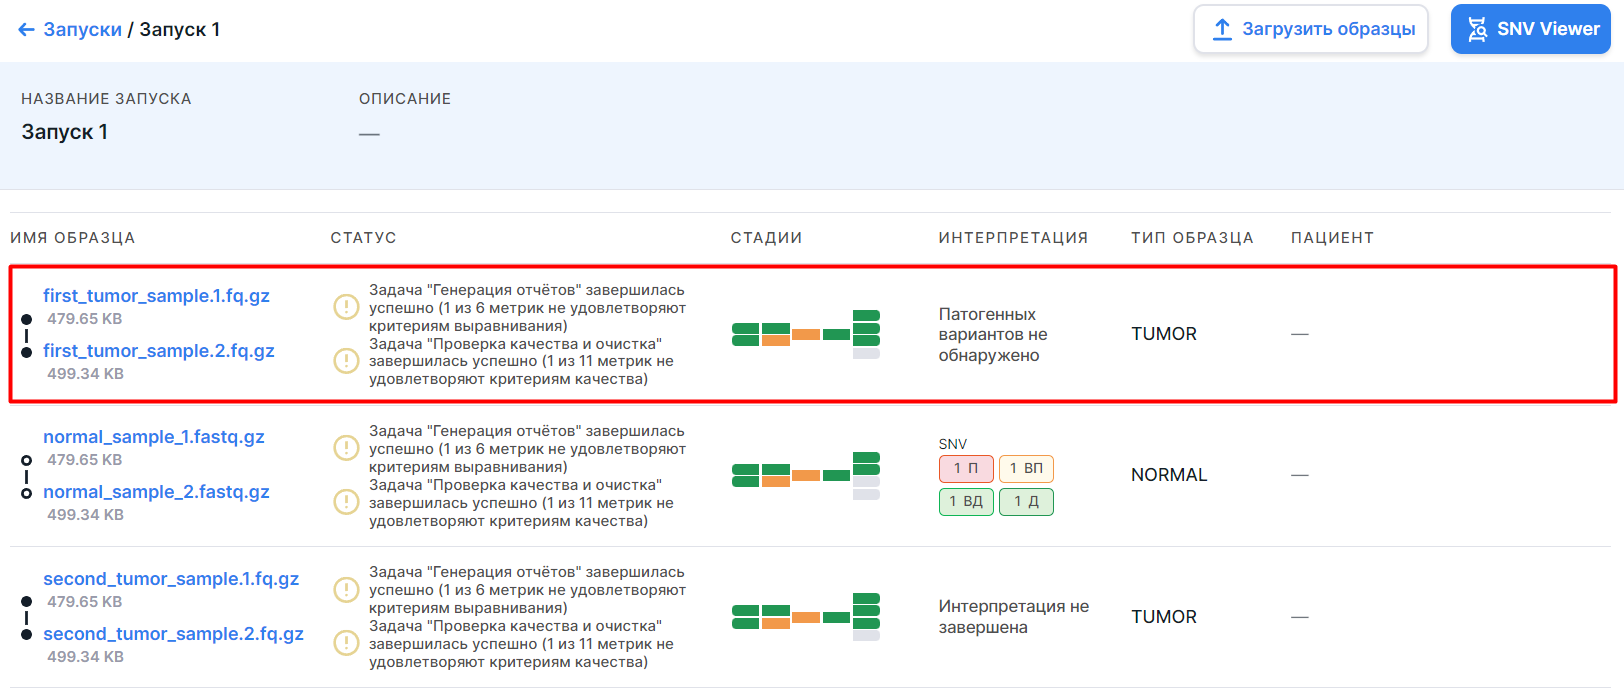 ← Запуски / Запуск 1
Загрузить образцы
SNV Viewer
НАЗВАНИЕ ЗАПУСКА
ОПИСАНИЕ
Запуск 1
—
ИМЯ ОБРАЗЦА
СТАТУС
СТАДИИ
ИНТЕРПРЕТАЦИЯ
ТИП ОБРАЗЦА
ПАЦИЕНТ
first_tumor_sample.1.fq.gz
479.65 KB
first_tumor_sample.2.fq.gz
499.34 KB
Задача "Генерация отчётов" завершилась
успешно (1 из 6 метрик не удовлетворяют
критериям выравнивания)
Задача "Проверка качества и очистка"
завершилась успешно (1 из 11 метрик не
удовлетворяют критериям качества)
Патогенных
вариантов не
обнаружено
TUMOR
—
normal_sample_1.fastq.gz
479.65 KB
normal_sample_2.fastq.gz
499.34 KB
Задача "Генерация отчётов" завершилась
успешно (1 из 6 метрик не удовлетворяют
критериям выравнивания)
Задача "Проверка качества и очистка"
завершилась успешно (1 из 11 метрик не
удовлетворяют критериям качества)
SNV
1 П
1 ВП
1 ВД
1 Д
NORMAL
—
second_tumor_sample.1.fq.gz
479.65 KB
second_tumor_sample.2.fq.gz
499.34 KB
Задача "Генерация отчётов" завершилась
успешно (1 из 6 метрик не удовлетворяют
критериям выравнивания)
Задача "Проверка качества и очистка"
завершилась успешно (1 из 11 метрик не
удовлетворяют критериям качества)
Интерпретация не
завершена
TUMOR
—